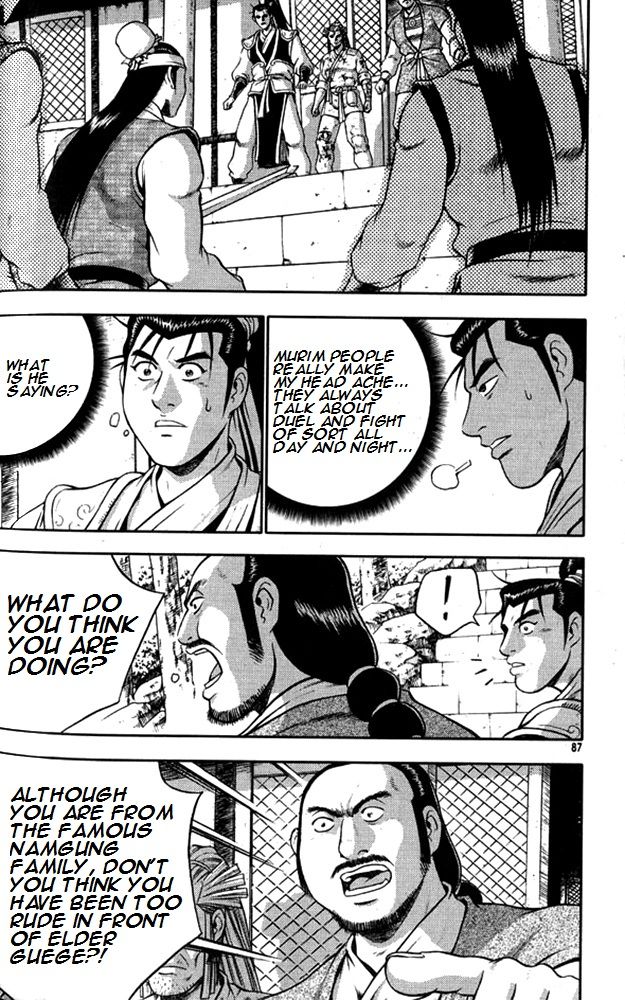 MURIM PEOPLE
REALLY MAKE
MY HEAD ACHE...
THEY ALWAYS
TALK ABOUT
DUEL AND FIGHT
OF SORT ALL
DAY AND NIGHT...
WHAT
IS HE
SAYING?
!
WHAT DO
YOU THINK
YOU ARE
DOING?
87
ALTHOUGH
YOU ARE FROM
THE FAMOUS
NAMGUNG
FAMILY, DON'T
YOU THINK YOU
HAVE BEEN TOO
RUDE IN FRONT
OF ELDER
GUEGE?!